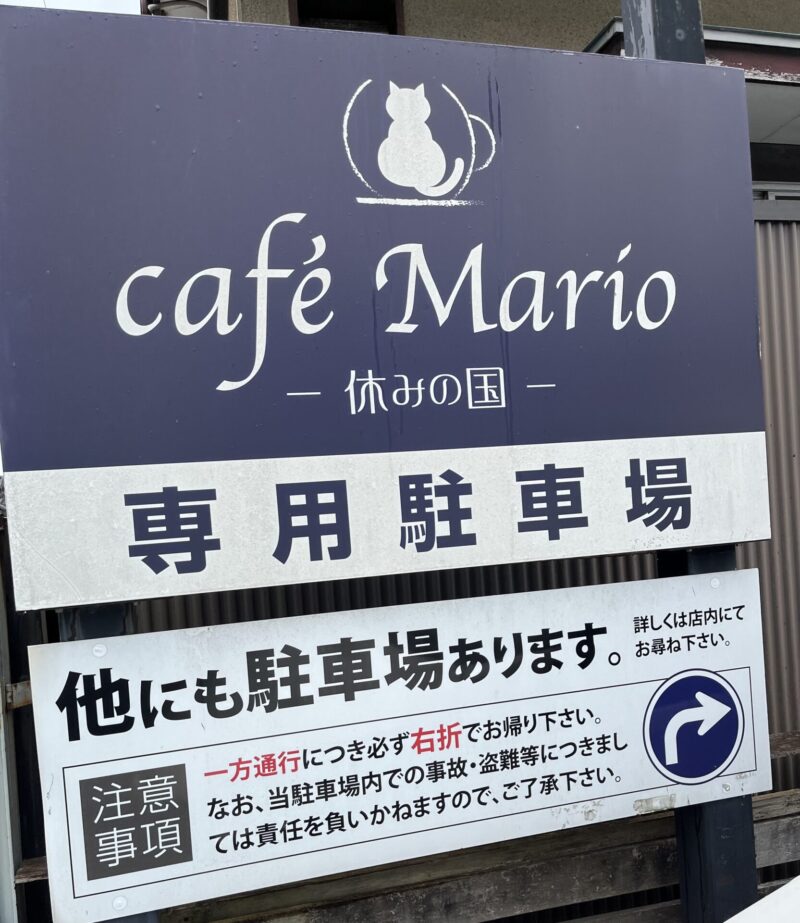 café Mario
— 休みの国 —
専用駐車場
他にも駐車場あります。
詳しくは店内にて
お尋ね下さい。
注意
事項
一方通行につき必ず右折でお帰り下さい。
なお、当駐車場内での事故・盗難等につきまし
ては責任を負いかねますので、ご了承下さい。